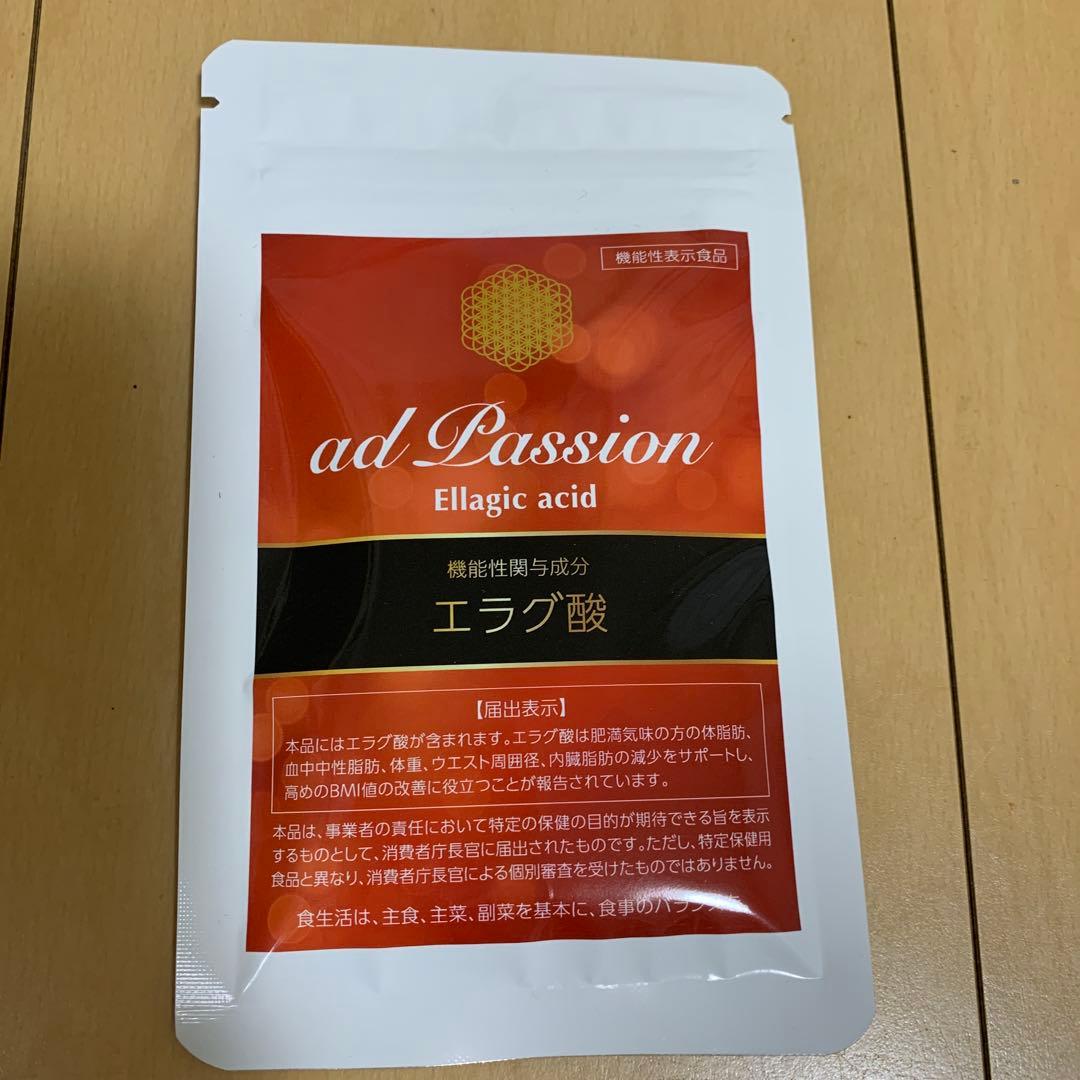 機能性表示食品
ad Passion
Ellagic acid
機能性関与成分
エラグ酸
【届出表示】
本品にはエラグ酸が含まれます。エラグ酸は肥満気味の方の体脂肪、
血中中性脂肪、体重、ウエスト周囲径、内臓脂肪の減少をサポートし、
高めのBMI値の改善に役立つことが報告されています。
本品は、事業者の責任において特定の保健の目的が期待できる旨を表示
するものとして、消費者庁長官に届出されたものです。ただし、特定保健用
食品と異なり、消費者庁長官による個別審査を受けたものではありません。
食生活は、主食、主菜、副菜を基本に、食事のバランスを。